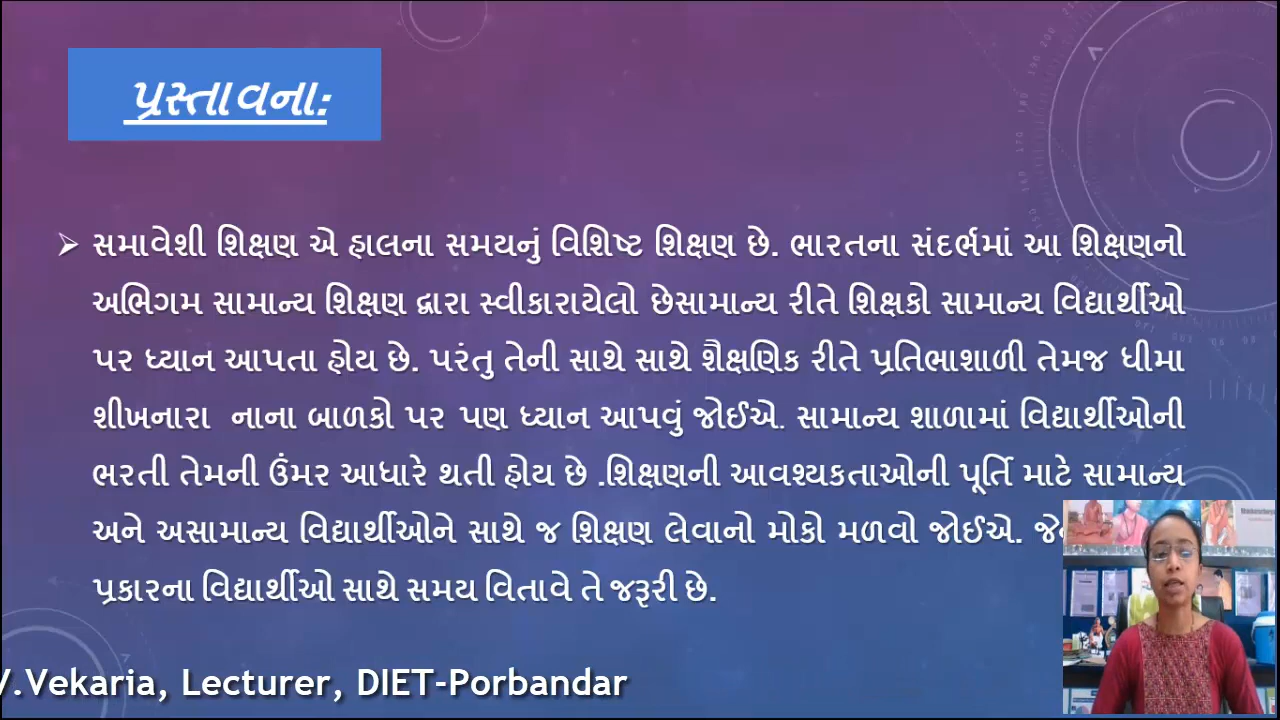 પ્રસ્તાવના:
સમાવેશી શિક્ષણ એ હાલના સમયનું વિશિષ્ટ શિક્ષણ છે. ભારતના સંદર્ભમાં આ શિક્ષણનો
અભિગમ સામાન્ય શિક્ષણ દ્વારા સ્વીકારાયેલો છેસામાન્ય રીતે શિક્ષકો સામાન્ય વિદ્યાર્થીઓ
પર ધ્યાન આપતા હોય છે. પરંતુ તેની સાથે સાથે શૈક્ષણિક રીતે પ્રતિભાશાળી તેમજ ધીમા
શીખનારા નાના બાળકો પર પણ ધ્યાન આપવું જોઈએ. સામાન્ય શાળામાં વિદ્યાર્થીઓની
ભરતી તેમની ઉંમર આધારે થતી હોય છે .શિક્ષણની આવશ્યકતાઓની પૂર્તિ માટે સામાન્ય
અને અસામાન્ય વિદ્યાર્થીઓને સાથે જ શિક્ષણ લેવાનો મોકો મળવો જોઈએ.
પ્રકારના વિદ્યાર્થીઓ સાથે સમય વિતાવે તે જરૂરી છે.
V.Vekaria, Lecturer, DIET-Porbandar